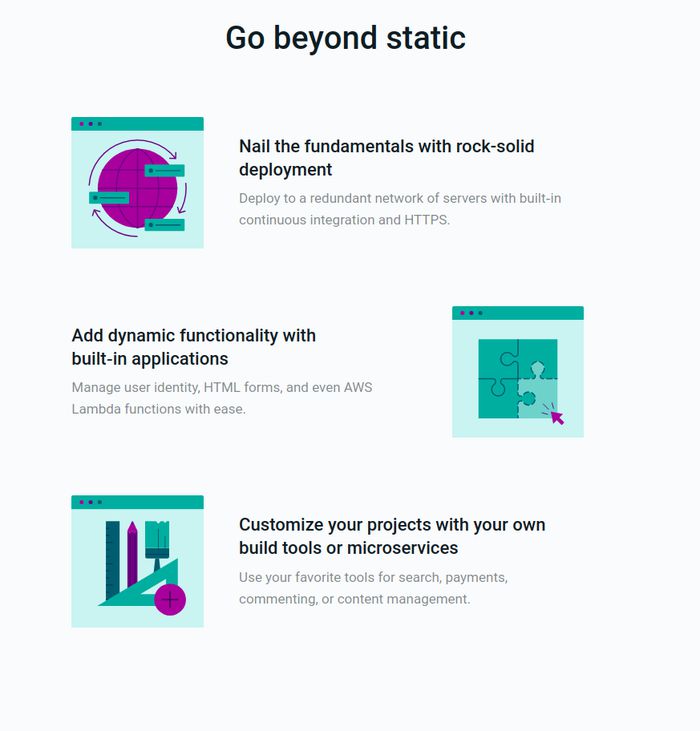 Go beyond static
Nail the fundamentals with rock-solid
deployment
Deploy to a redundant network of servers with built-in
continuous integration and HTTPS.
Add dynamic functionality with
built-in applications
Manage user identity, HTML forms, and even AWS
Lambda functions with ease.
Customize your projects with your own
build tools or microservices
Use your favorite tools for search, payments,
commenting, or content management.